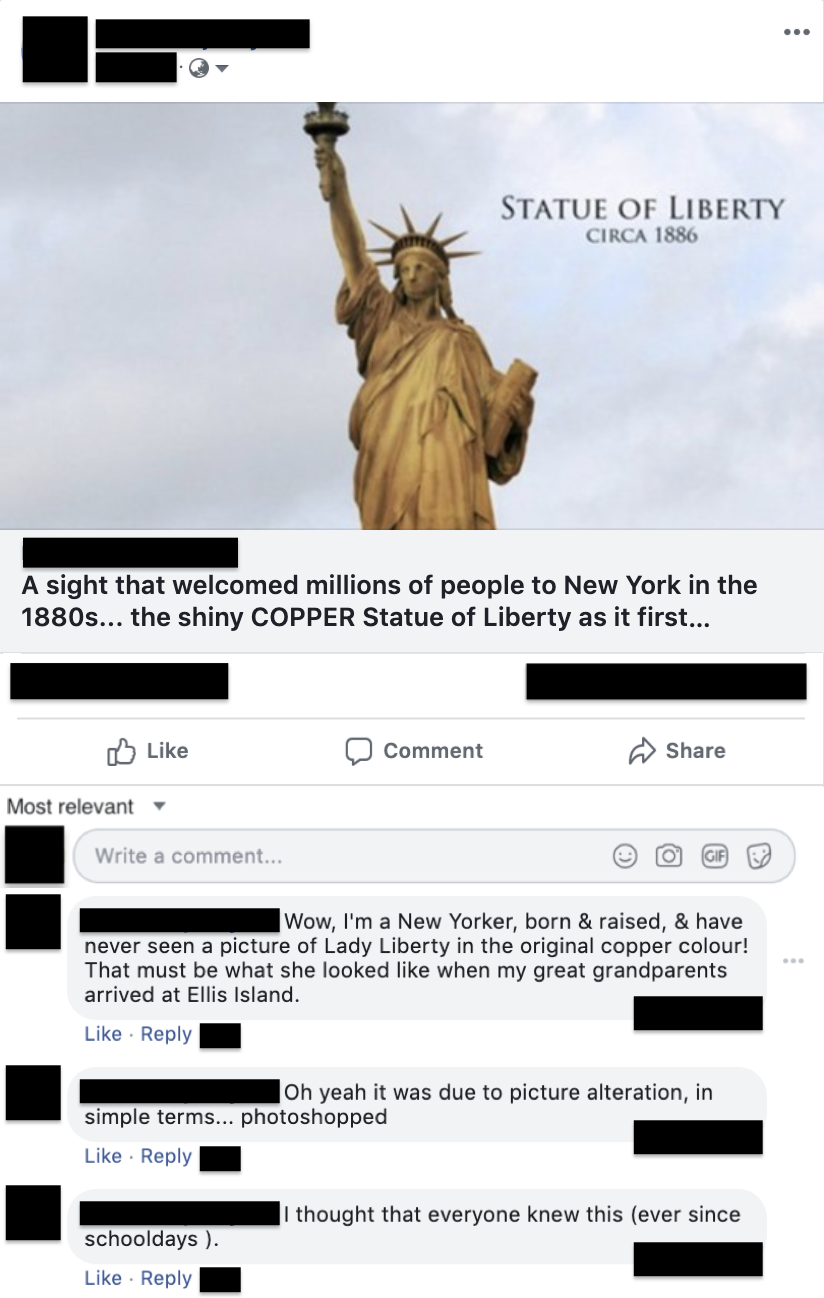 STATUE OF LIBERTY
CIRCA 1886
A sight that welcomed millions of people to New York in the
1880s... the shiny COPPER Statue of Liberty as it first...
Like
Comment
Share
Most relevant
Write a comment...
GIF
Wow, I'm a New Yorker, born & raised, & have
never seen a picture of Lady Liberty in the original copper colour!
That must be what she looked like when my great grandparents
arrived at Ellis Island.
Like · Reply
Oh yeah it was due to picture alteration, in
simple terms... photoshopped
Like · Reply
I thought that everyone knew this (ever since
schooldays ).
Like · Reply